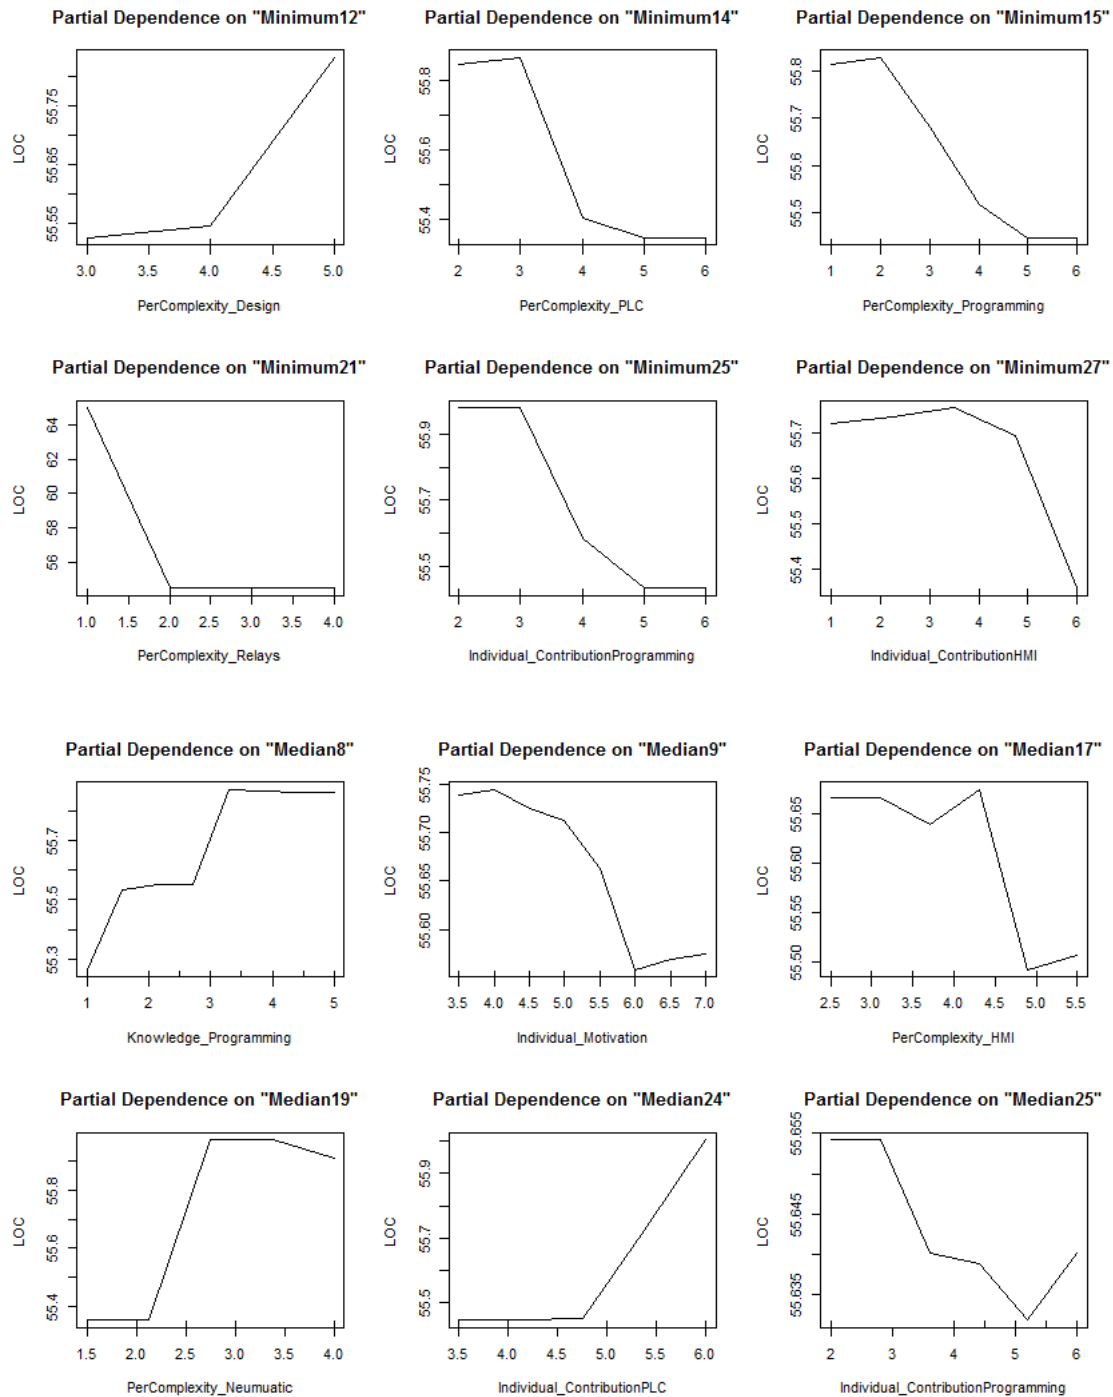 Partial Dependence on "Minimum12"
LOC
55.55 55.65 55.75
3.0 3.5 4.0 4.5 5.0
PerComplexity_Design
Partial Dependence on "Minimum14"
LOC
55.4 55.6 55.8
2 3 4 5 6
PerComplexity_PLC
Partial Dependence on "Minimum15"
LOC
55.5 55.6 55.7 55.8
1 2 3 4 5 6
PerComplexity_Programming
Partial Dependence on "Minimum21"
LOC
56 58 60 62 64
1.0 1.5 2.0 2.5 3.0 3.5 4.0
PerComplexity_Relays
Partial Dependence on "Minimum25"
LOC
55.5 55.7 55.9
2 3 4 5 6
Individual_ContributionProgramming
Partial Dependence on "Minimum27"
LOC
55.4 55.5 55.6 55.7
1 2 3 4 5 6
Individual_ContributionHMI
Partial Dependence on "Median8"
LOC
55.3 55.5 55.7
1 2 3 4 5
Knowledge_Programming
Partial Dependence on "Median9"
LOC
55.60 55.65 55.70 55.75
3.5 4.0 4.5 5.0 5.5 6.0 6.5 7.0
Individual_Motivation
Partial Dependence on "Median17"
LOC
55.50 55.55 55.60 55.65
2.5 3.0 3.5 4.0 4.5 5.0 5.5
PerComplexity_HMI
Partial Dependence on "Median19"
LOC
55.4 55.6 55.8
1.5 2.0 2.5 3.0 3.5 4.0
PerComplexity_Neumuatic
Partial Dependence on "Median24"
LOC
55.5 55.7 55.9
3.5 4.0 4.5 5.0 5.5 6.0
Individual_ContributionPLC
Partial Dependence on "Median25"
LOC
55.635 55.645 55.655
2 3 4 5 6
Individual_ContributionProgramming